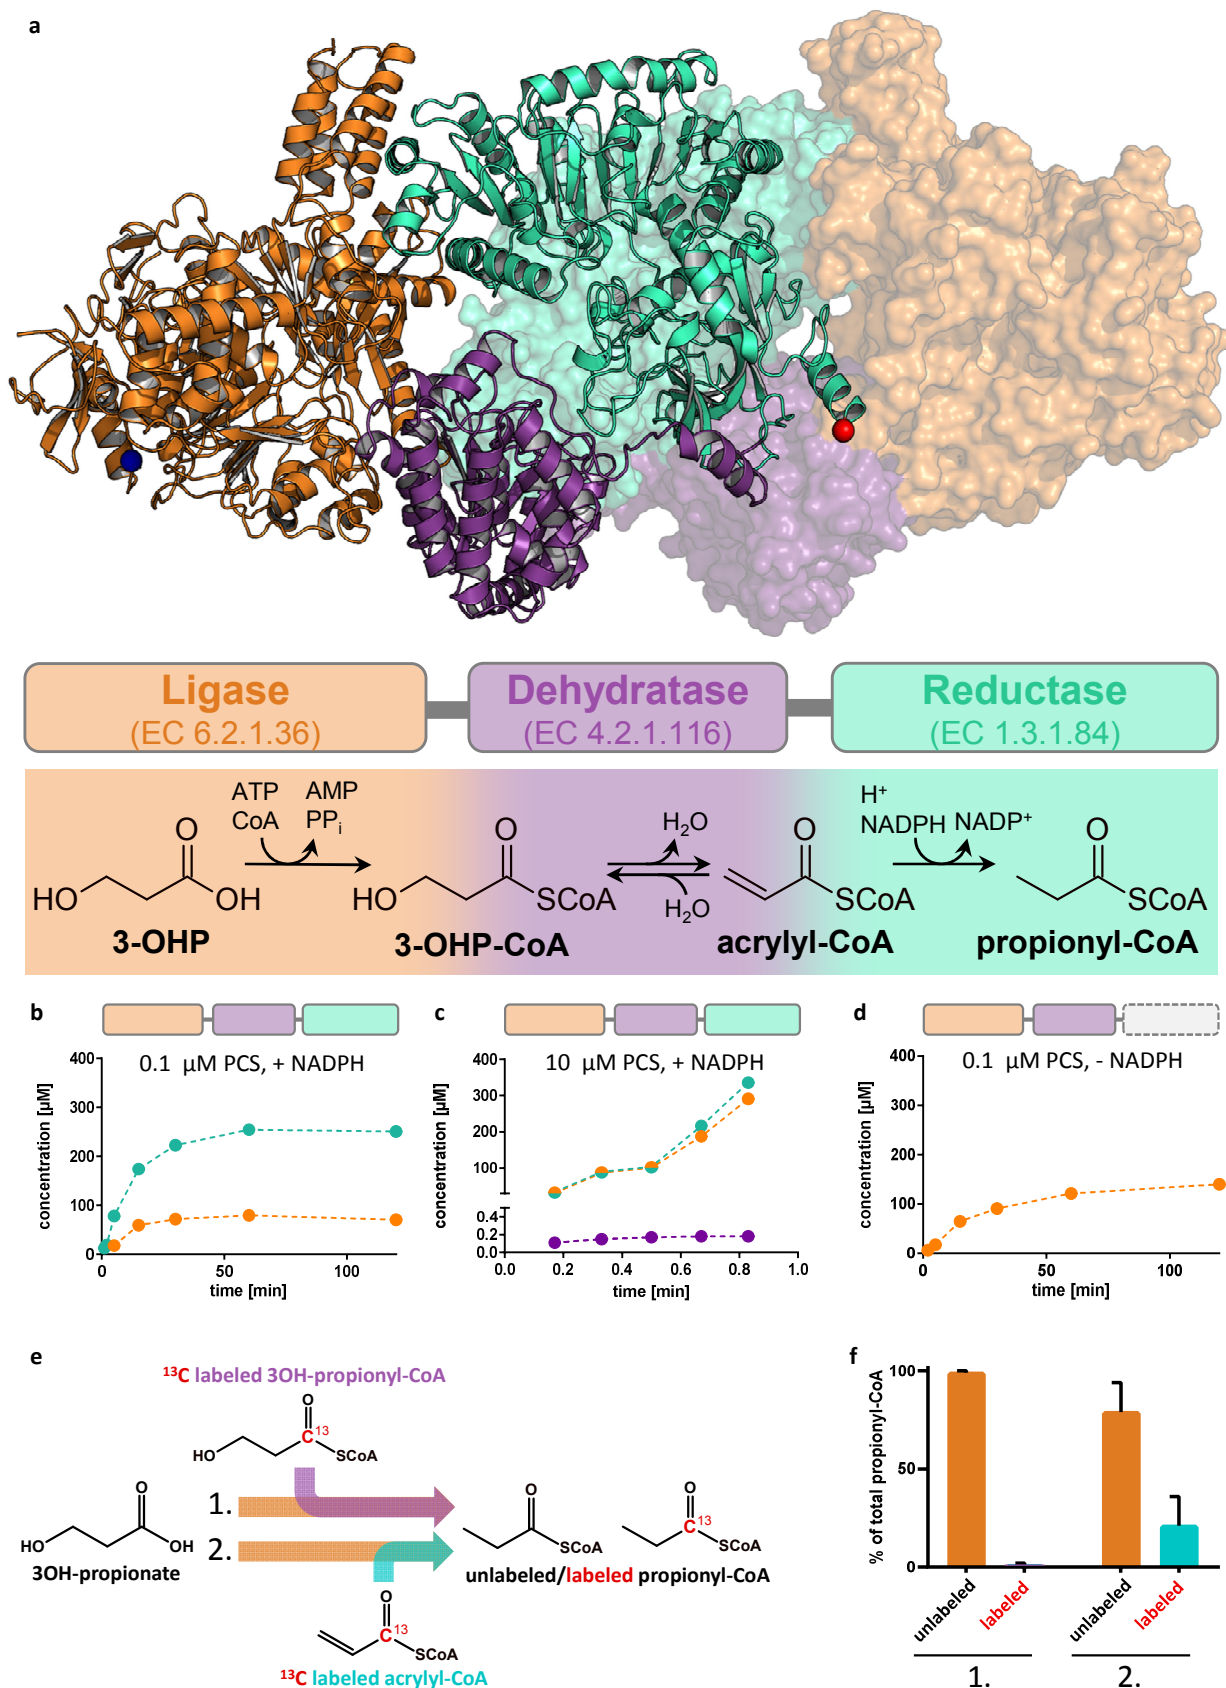 a
Ligase
(EC 6.2.1.36)
Dehydratase
(EC 4.2.1.116)
Reductase
(EC 1.3.1.84)
ATP
CoA
AMP
PPi
O
HO
OH
3-OHP
O
HO
SCoA
3-OHP-CoA
H2O
H2O
O
SCoA
acrylyl-CoA
H+
NADPH
NADP+
O
SCoA
propionyl-CoA
b
0.1 µM PCS, + NADPH
concentration [µM]
400
300
200
100
0
0
50
100
time [min]
c
10 µM PCS, + NADPH
concentration [µM]
400
300
200
100
0.4
0.2
0.0
0.0
0.2
0.4
0.6
0.8
1.0
time [min]
d
0.1 µM PCS, - NADPH
concentration [µM]
400
300
200
100
0
0
50
100
time [min]
e
13C labeled 3OH-propionyl-CoA
O
C13
HO
SCoA
O
HO
OH
3OH-propionate
1.
2.
O
SCoA
O
C13
SCoA
unlabeled/labeled propionyl-CoA
O
C13
SCoA
13C labeled acrylyl-CoA
f
% of total propionyl-CoA
100
50
0
unlabeled
labeled
unlabeled
labeled
1.
2.